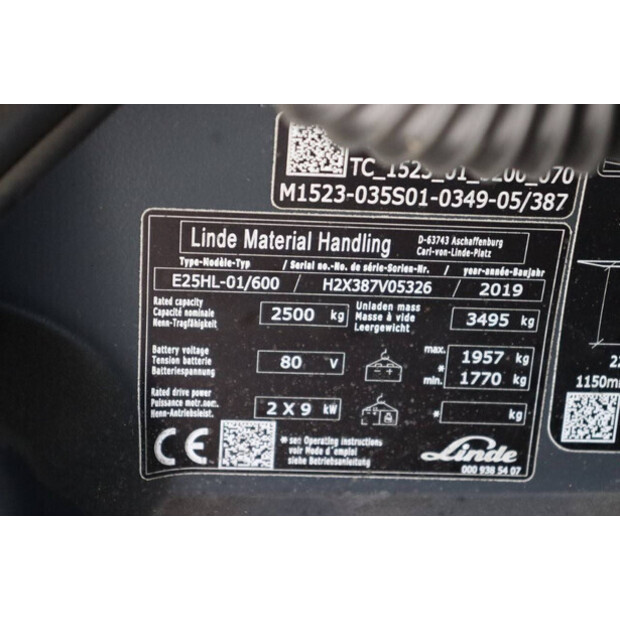 TC_1523_01_3200_070
M1523-035S01-0349-05/387
Linde Material Handling
D-63743 Aschaffenburg
Carl-von-Linde-Platz
Type-Modèle-Typ / Serial no.-No. de série-Serien-Nr. / year-année-Baujahr
E25HL-01/600 / H2X387V05326 / 2019
Rated capacity
Capacité nominale
Nenn-Tragfähigkeit
2500 kg
Unladen mass
Masse à vide
Leergewicht
3495 kg
Battery voltage
Tension batterie
Batteriespannung
80 V
max. 1957 kg
*
min. 1770 kg
Rated drive power
Puissance motr.nom.
Nenn-Antriebsleist.
2 X 9 kW
* kg
CE
* see Operating instructions
voir Mode d'emploi
siehe Betriebsanleitung
Linde
000 938 54 07
1150m